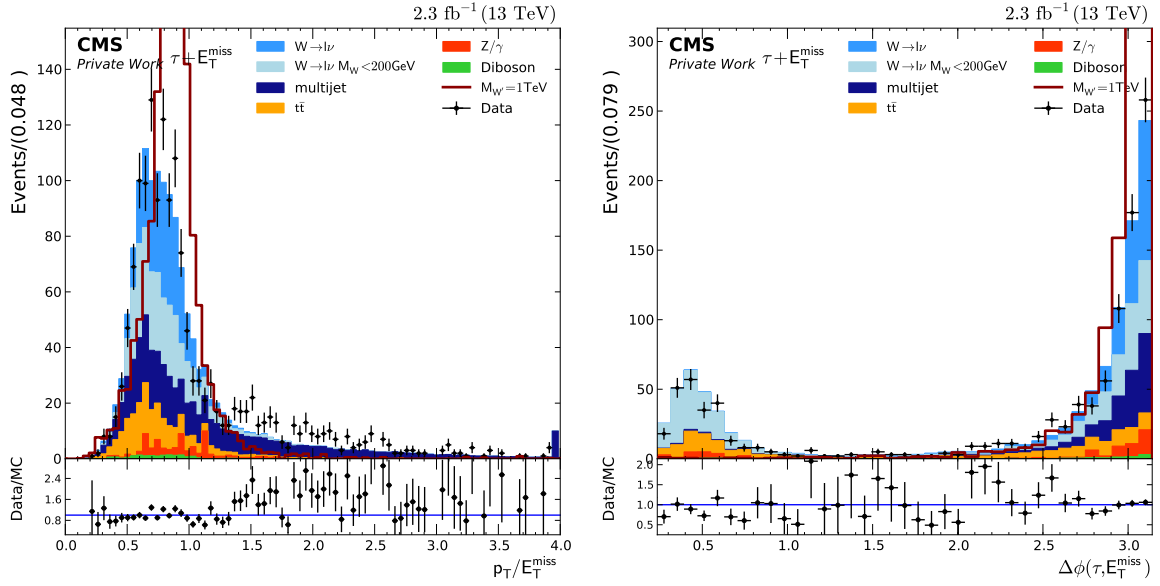 2.3 fb⁻¹ (13 TeV)
CMS
Private Work τ+E_T^miss
W→lν
W→lν M_W<200GeV
multijet
tt̄
Z/γ
Diboson
M_W'=1TeV
Data
Events/(0.048)
140
120
100
80
60
40
20
0
Data/MC
2.4
1.6
0.8
0.0 0.5 1.0 1.5 2.0 2.5 3.0 3.5 4.0
p_T/E_T^miss
2.3 fb⁻¹ (13 TeV)
CMS
Private Work τ+E_T^miss
W→lν
W→lν M_W<200GeV
multijet
tt̄
Z/γ
Diboson
M_W'=1TeV
Data
Events/(0.079)
300
250
200
150
100
50
0
Data/MC
2.0
1.5
1.0
0.5
0.5 1.0 1.5 2.0 2.5 3.0
Δϕ(τ,E_T^miss)